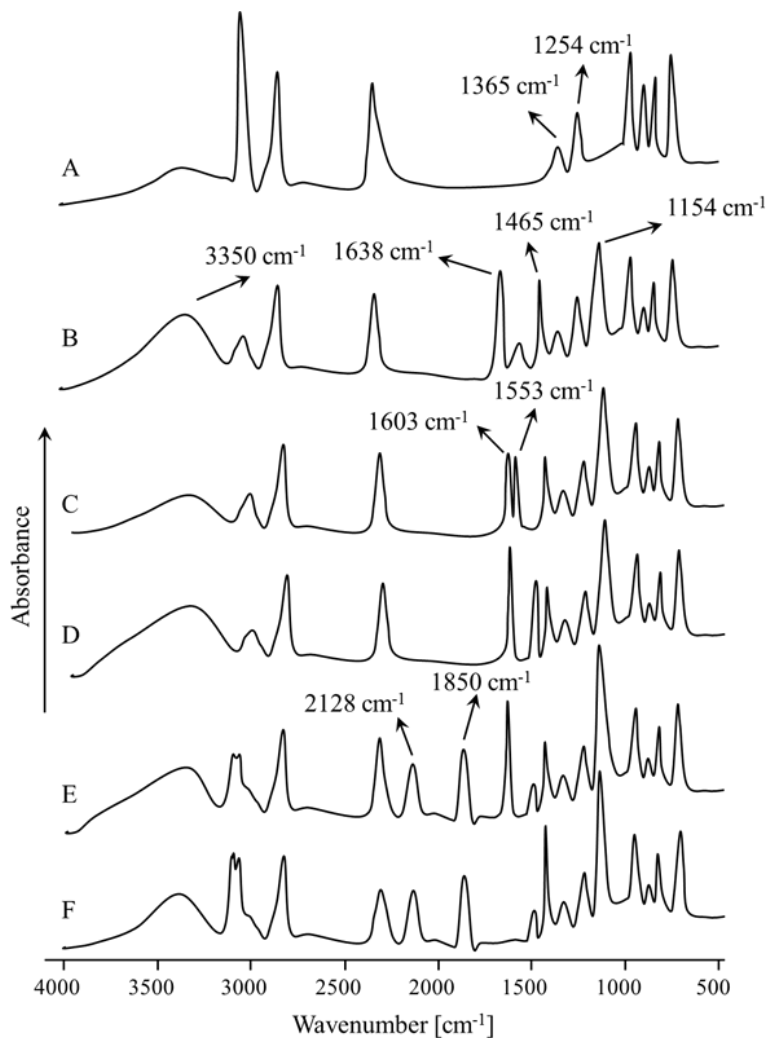 1254 cm-1
1365 cm-1
A
1465 cm-1
1154 cm-1
3350 cm-1
1638 cm-1
B
1553 cm-1
1603 cm-1
C
Absorbance
D
1850 cm-1
2128 cm-1
E
F
4000 3500 3000 2500 2000 1500 1000 500
Wavenumber [cm-1]